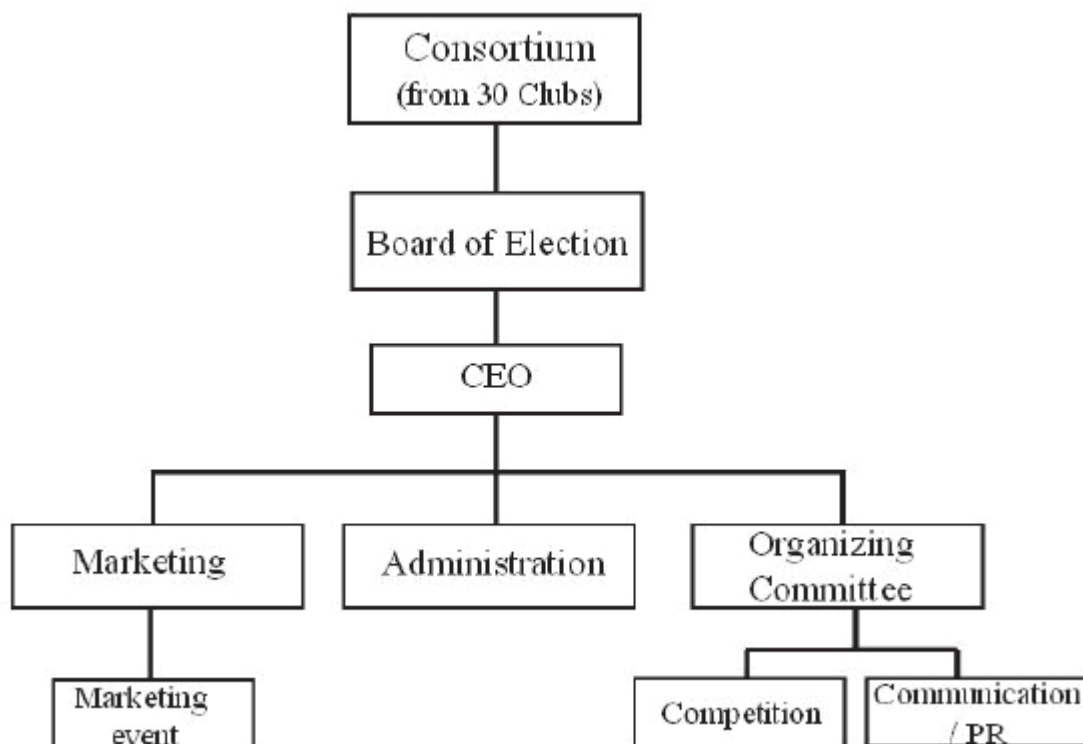 Consortium
(from 30 Clubs)
Board of Election
CEO
Marketing
Administration
Organizing
Committee
Marketing
event
Competition
Communication
/ PR